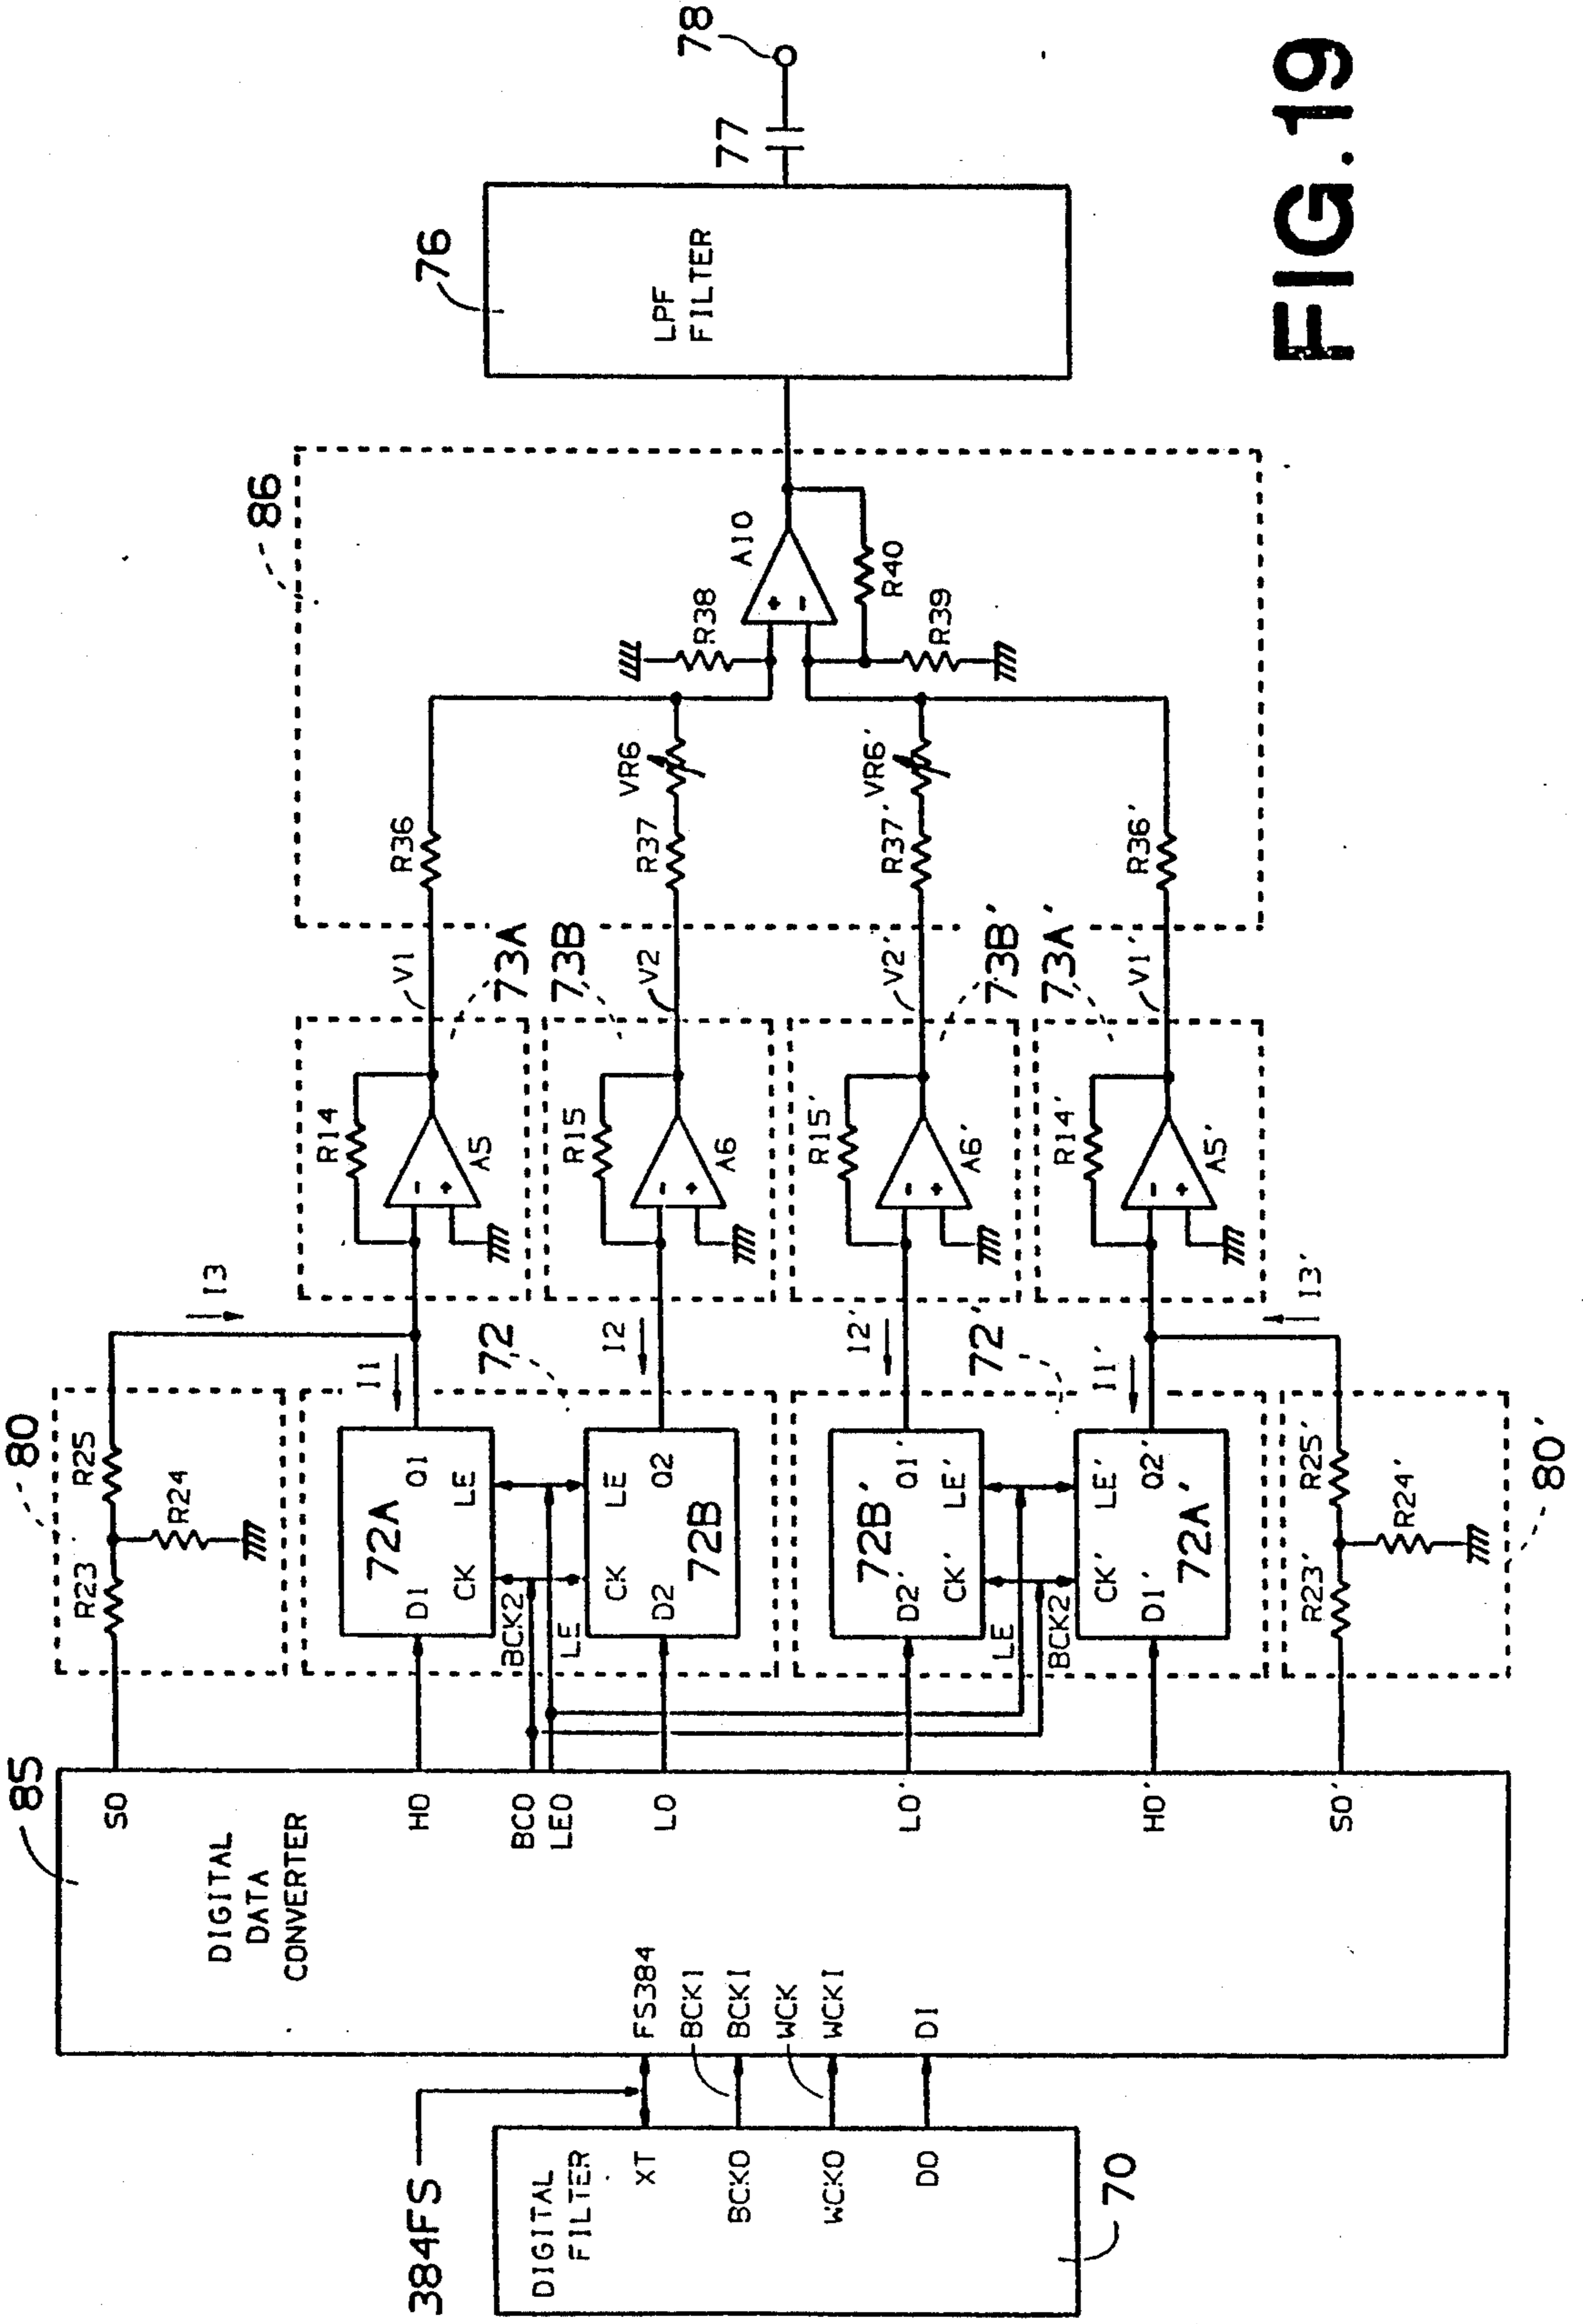 FIG.19
384FS
DIGITAL
FILTER
XT
BCKO
WCKO
DO
70
BCK1
WCK
85
DIGITAL
DATA
CONVERTER
FS384
BCKI
WCKI
DI
SO
HO
BCO
LEO
LO
LO'
HO'
SO'
80
R23
R24
R25
72
72A
D1
Q1
CK
LE
BCK2
LE
CK
LE
D2
Q2
72B
72'
72B'
D2'
Q1'
CK'
LE'
LE
BCK2
CK'
LE'
D1'
Q2'
72A'
80'
R23'
R24'
R25'
I1
I3
I2
I2'
I1'
I3'
R14
-
+
A5
73A
V1
R15
-
+
A6
73B
V2
R15'
-
+
A6'
73B'
V2'
R14'
-
+
A5'
73A'
V1'
86
R36
R37
VR6
R37'
VR6'
R36'
R38
+
-
A10
R40
R39
76
LPF
FILTER
77
78